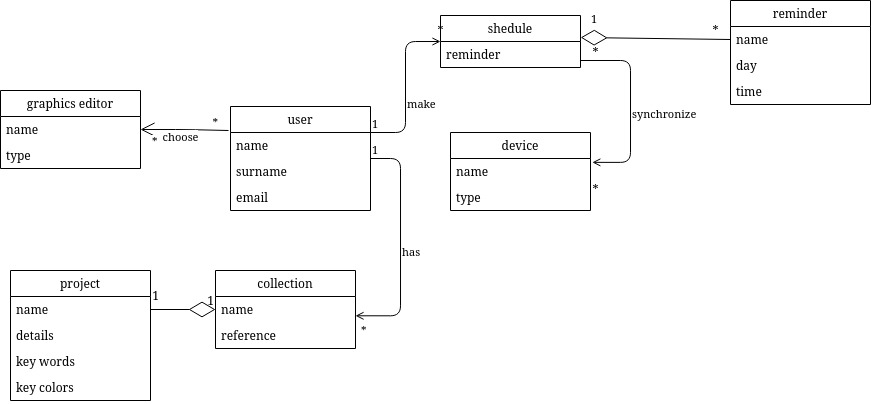 reminder
name
day
time
1
*
*
shedule
reminder
*
make
synchronize
graphics editor
name
type
*
*
choose
user
name
surname
email
1
1
device
name
type
*
has
project
name
details
key words
key colors
1
1
collection
name
reference
*